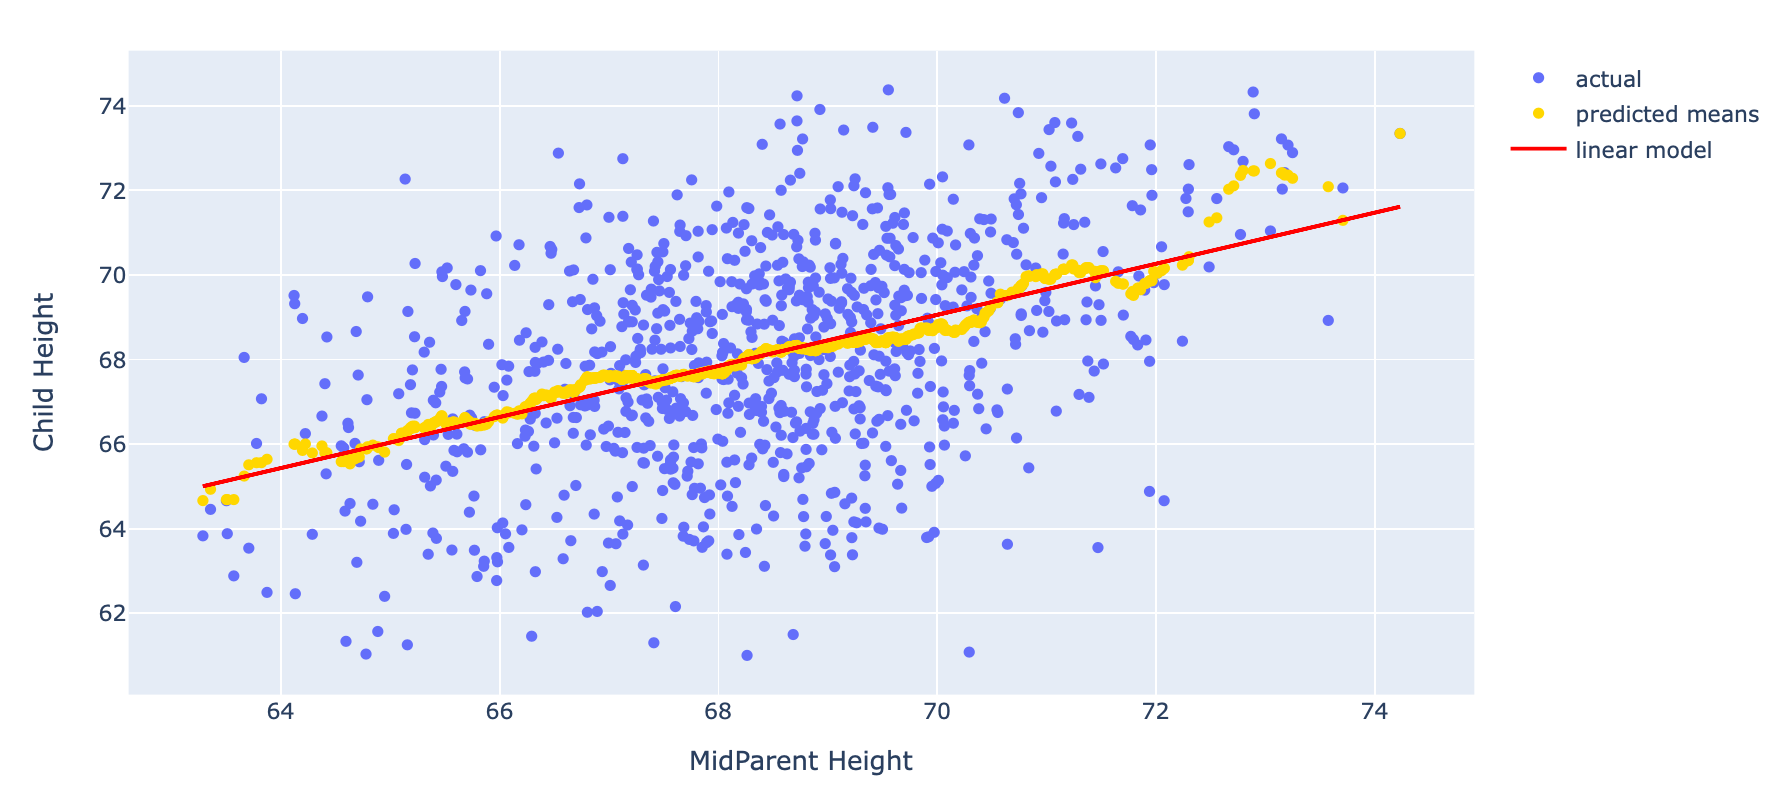 actual
predicted means
linear model
Child Height
74
72
70
68
66
64
62
64 66 68 70 72 74
MidParent Height